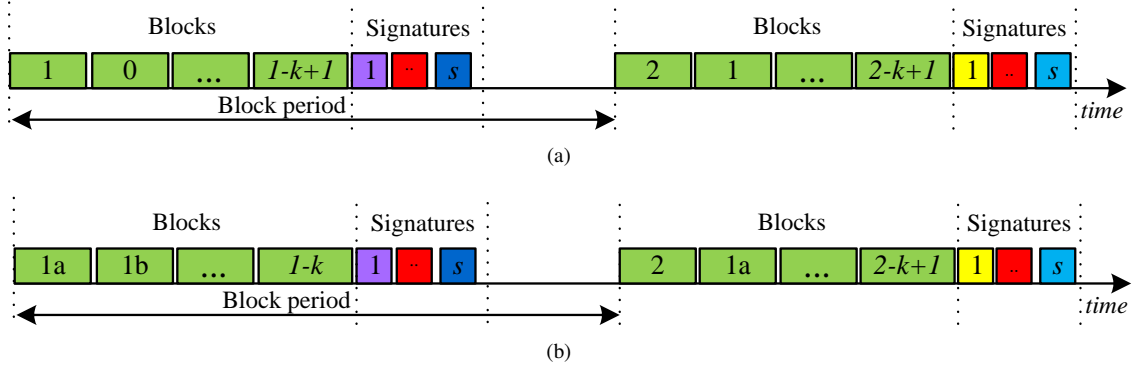 Blocks Signatures Blocks Signatures
1 0 ... 1-k+1 1 .. s 2 1 ... 2-k+1 1 .. s
Block period time
(a)
Blocks Signatures Blocks Signatures
1a 1b ... 1-k 1 .. s 2 1a ... 2-k+1 1 .. s
Block period time
(b)